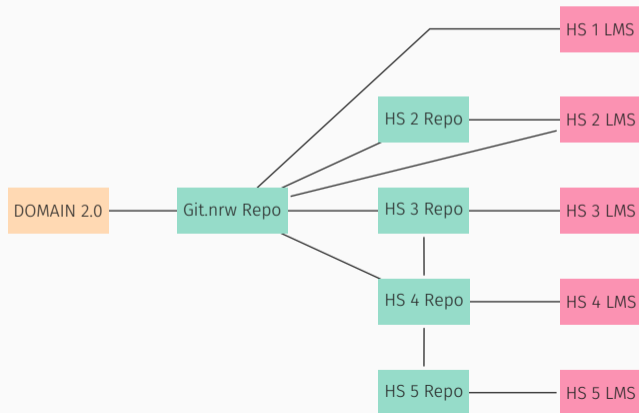 HS 1 LMS
HS 2 Repo
HS 2 LMS
DOMAIN 2.0
Git.nrw Repo
HS 3 Repo
HS 3 LMS
HS 4 Repo
HS 4 LMS
HS 5 Repo
HS 5 LMS